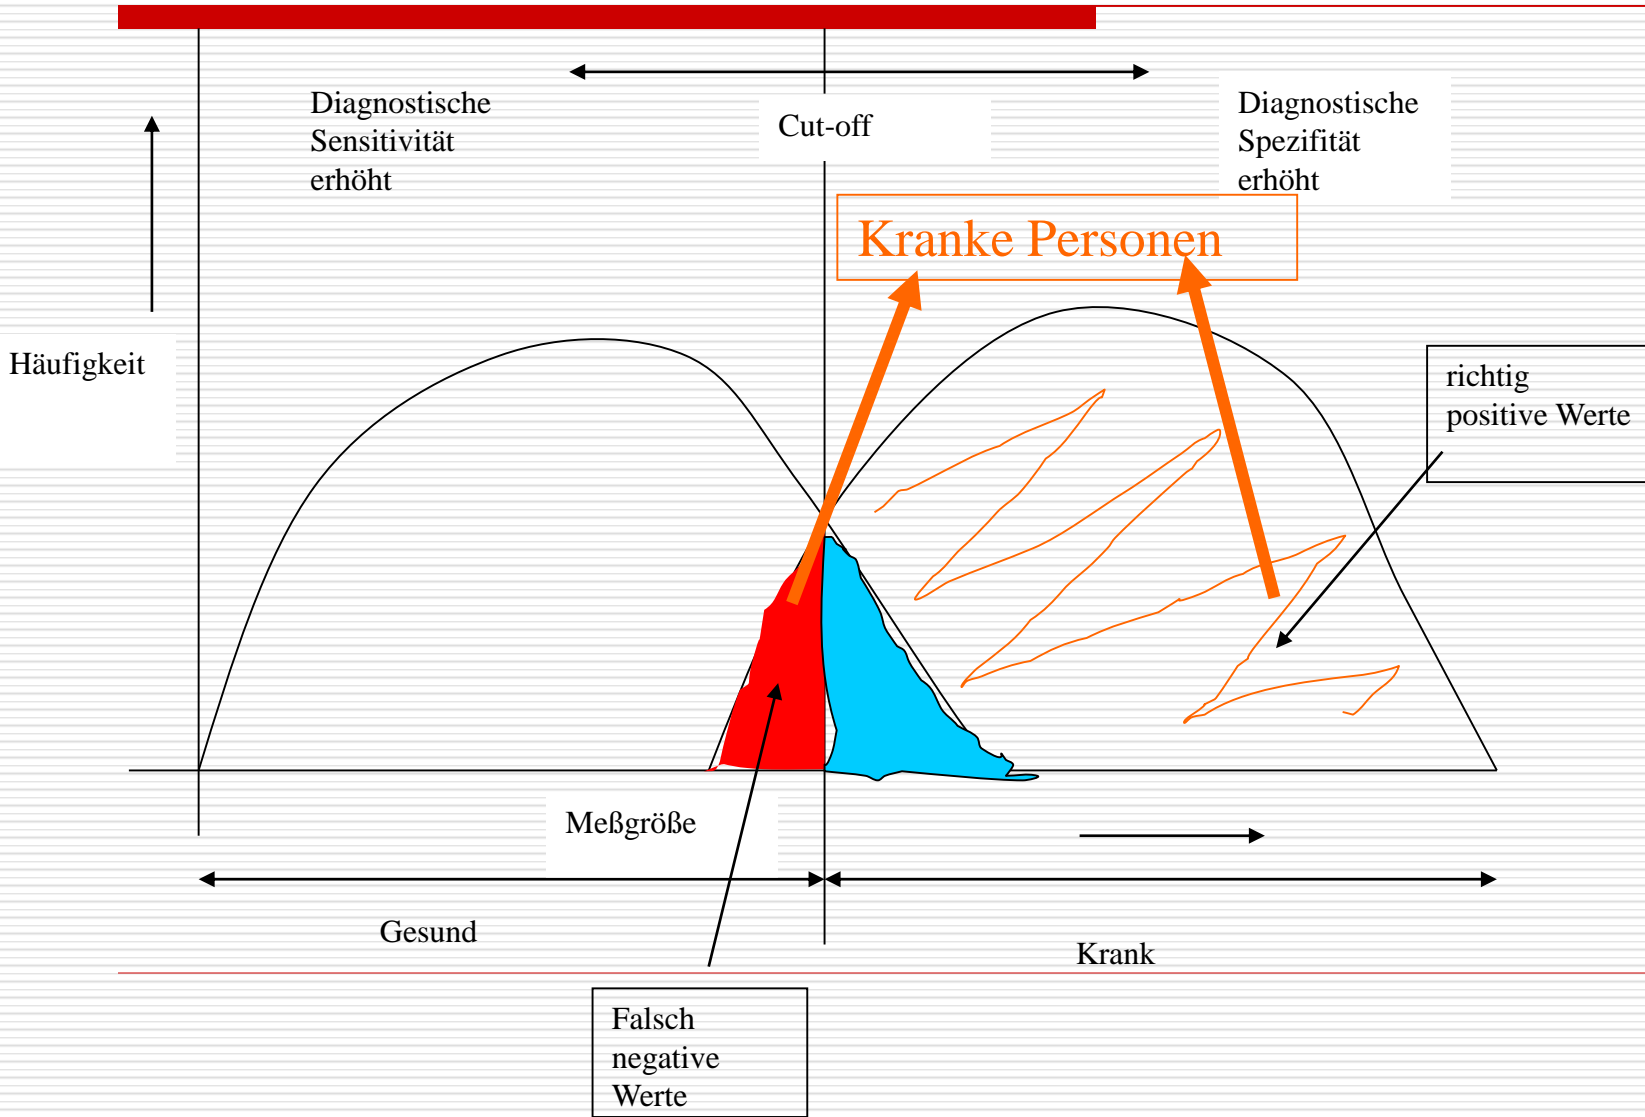 Diagnostische
Sensitivität
erhöht
Cut-off
Diagnostische
Spezifität
erhöht
Kranke Personen
Häufigkeit
richtig
positive Werte
Meßgröße
Gesund
Krank
Falsch
negative
Werte